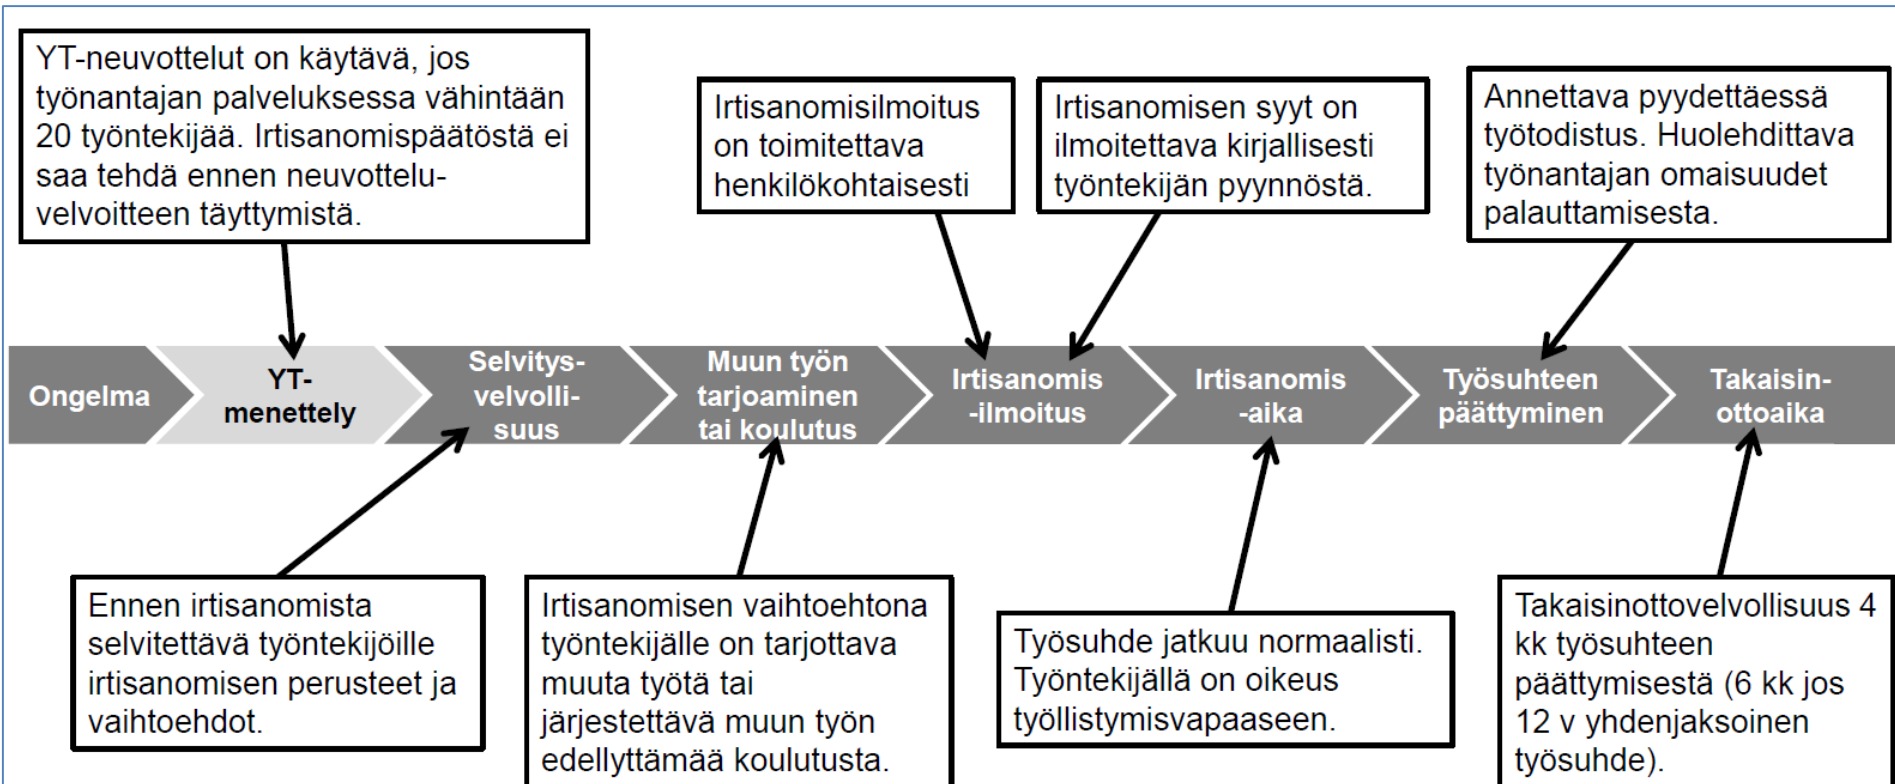 YT-neuvottelut on käytävä, jos
työnantajan palveluksessa vähintään
20 työntekijää. Irtisanomispäätöstä ei
saa tehdä ennen neuvottelu-
velvoitteen täyttymistä.
Irtisanomisilmoitus
on toimitettava
henkilökohtaisesti
Irtisanomisen syyt on
ilmoitettava kirjallisesti
työntekijän pyynnöstä.
Annettava pyydettäessä
työtodistus. Huolehdittava
työnantajan omaisuudet
palauttamisesta.
Ongelma
YT-
menettely
Selvitys-
velvolli-
suus
Muun työn
tarjoaminen
tai koulutus
Irtisanomis
-ilmoitus
Irtisanomis
-aika
Työsuhteen
päättyminen
Takaisin-
ottoaika
Ennen irtisanomista
selvitettävä työntekijöille
irtisanomisen perusteet ja
vaihtoehdot.
Irtisanomisen vaihtoehtona
työntekijälle on tarjottava
muuta työtä tai
järjestettävä muun työn
edellyttämää koulutusta.
Työsuhde jatkuu normaalisti.
Työntekijällä on oikeus
työllistymisvapaaseen.
Takaisinottovelvollisuus 4
kk työsuhteen
päättymisestä (6 kk jos
12 v yhdenjaksoinen
työsuhde).